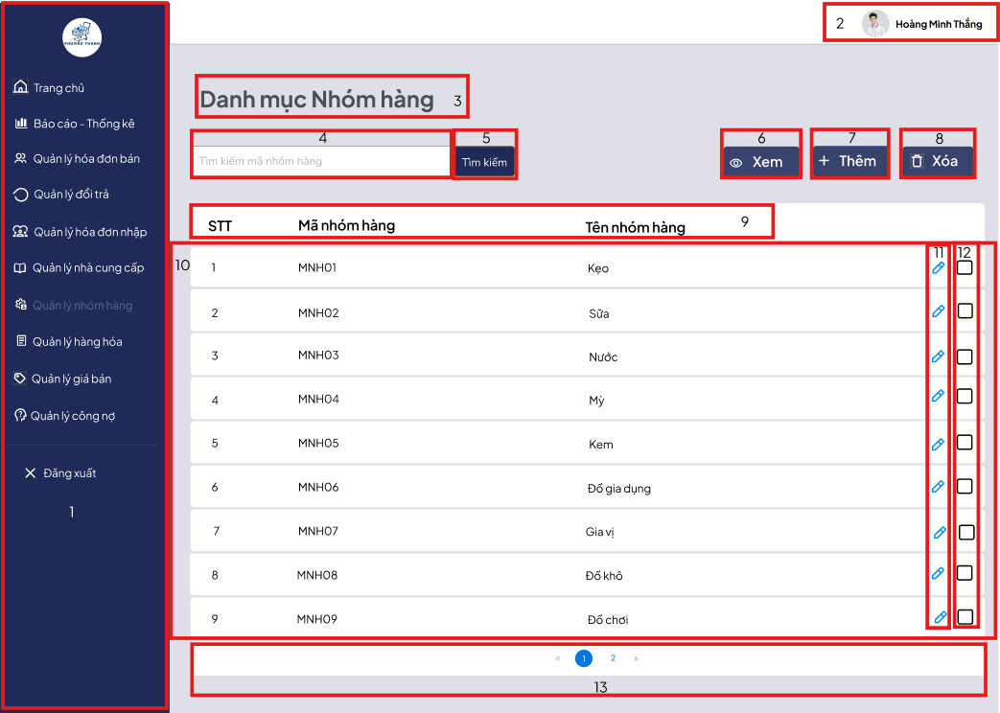 PHƯƠNG THANH
Trang chủ
Báo cáo - Thống kê
Quản lý hóa đơn bán
Quản lý đổi trả
Quản lý hóa đơn nhập
Quản lý nhà cung cấp
Quản lý nhóm hàng
Quản lý hàng hóa
Quản lý giá bán
Quản lý công nợ
Đăng xuất
1
2 Hoàng Minh Thắng
Danh mục Nhóm hàng 3
4 5 6 7 8
Tìm kiếm mã nhóm hàng Tìm kiếm Xem Thêm Xóa
STT Mã nhóm hàng Tên nhóm hàng 9
10 11 12
1 MNH01 Kẹo
2 MNH02 Sữa
3 MNH03 Nước
4 MNH04 Mỳ
5 MNH05 Kem
6 MNH06 Đồ gia dụng
7 MNH07 Gia vị
8 MNH08 Đồ khô
9 MNH09 Đồ chơi
« 1 2 »
13